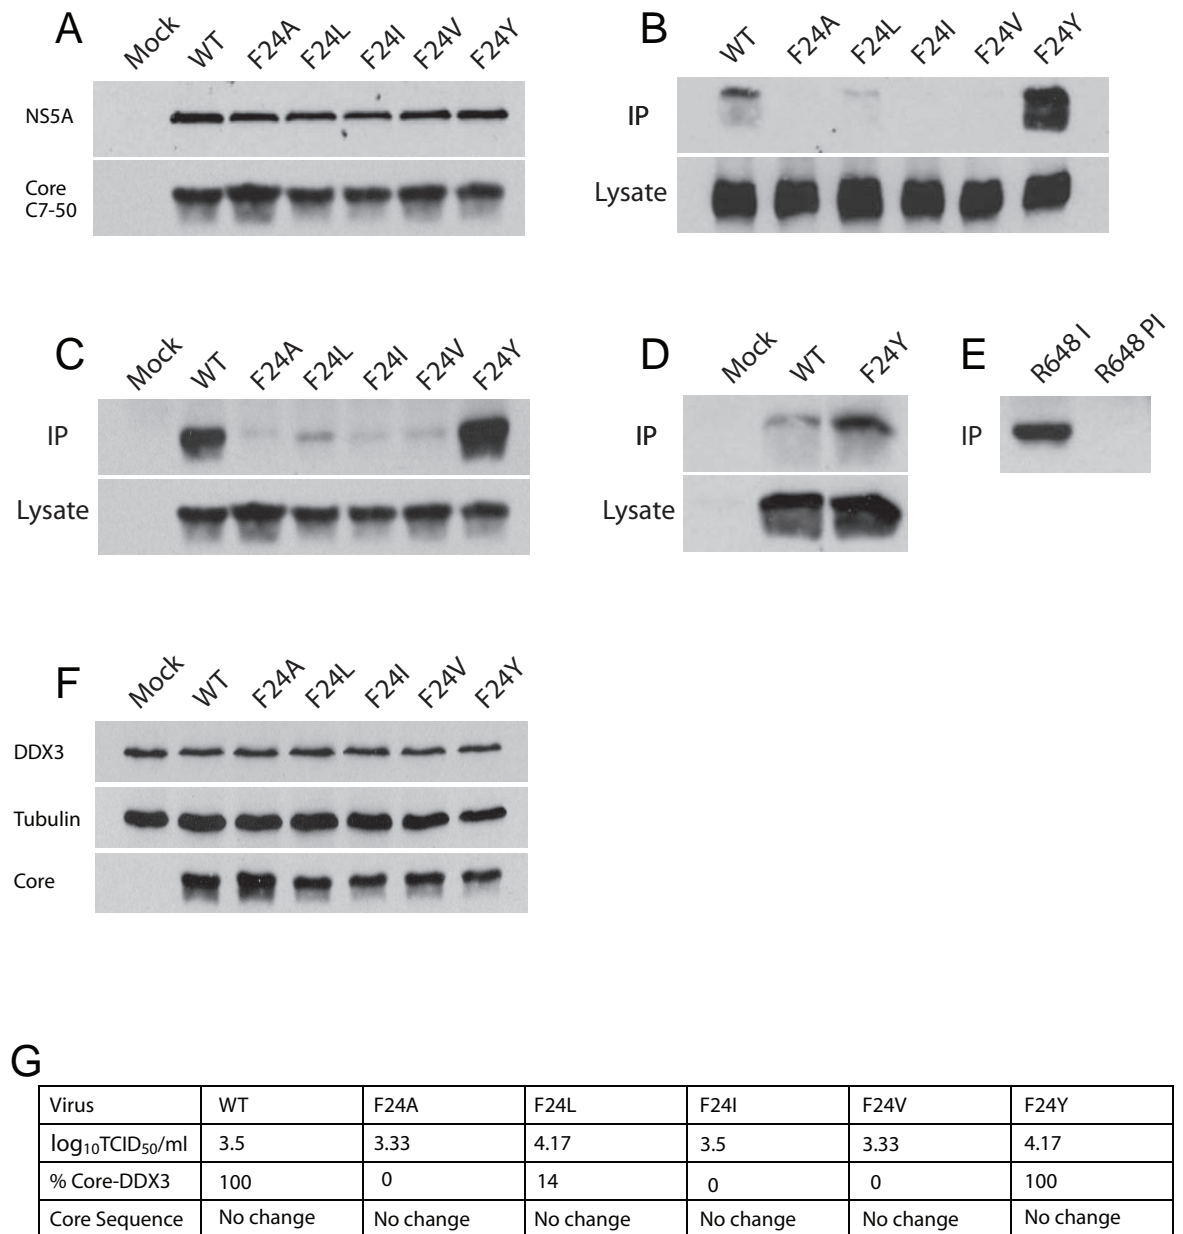 A
Mock WT F24A F24L F24I F24V F24Y
NS5A
Core
C7-50
B
WT F24A F24L F24I F24V F24Y
IP
Lysate
C
Mock WT F24A F24L F24I F24V F24Y
IP
Lysate
D
Mock WT F24Y
IP
Lysate
E
R648 I R648 PI
IP
F
Mock WT F24A F24L F24I F24V F24Y
DDX3
Tubulin
Core
G
Virus WT F24A F24L F24I F24V F24Y
log10TCID50/ml 3.5 3.33 4.17 3.5 3.33 4.17
% Core-DDX3 100 0 14 0 0 100
Core Sequence No change No change No change No change No change No change